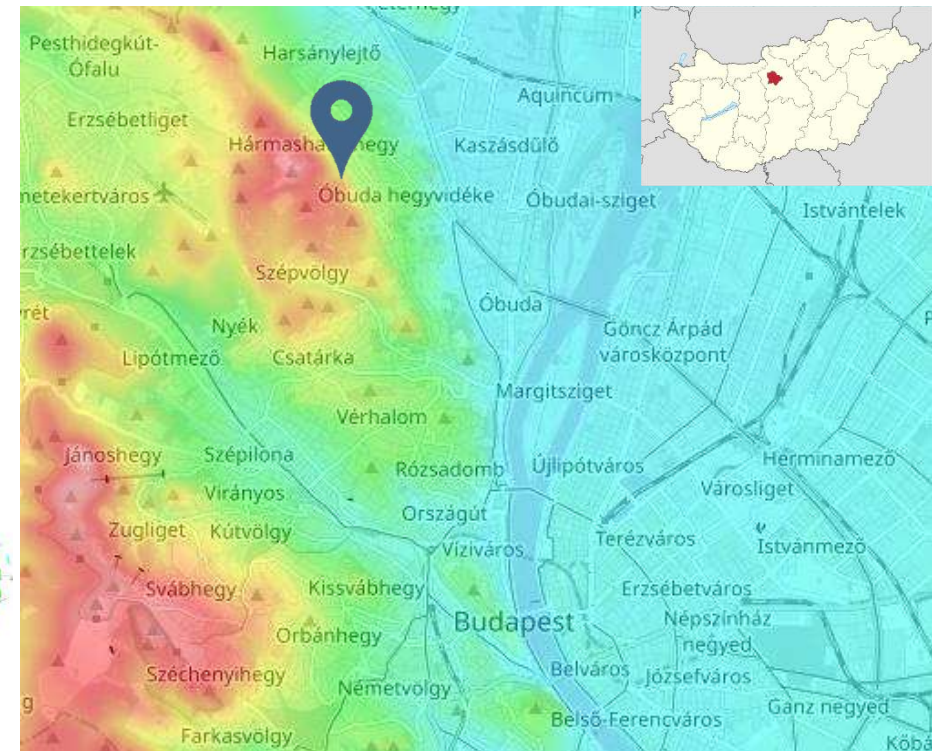 Pesthidegkút-
Ófalu
Harsánylejtő
Aquincum
Erzsébetliget
Kaszásdűlő
Óbuda hegyvidéke
Óbudai-sziget
Istvántelek
Szépvölgy
Óbuda
Nyék
Göncz Árpád
városközpont
Lipótmező
Csatárka
Margitsziget
Vérhalom
Jánoshegy
Szépilona
Rózsadomb
Újlipótváros
Herminamező
Virányos
Városliget
Országút
Zugliget
Kútvölgy
Terézváros
Istvánmező
Víziváros
Svábhegy
Kissvábhegy
Erzsébetváros
Budapest
Népszínház
negyed
Orbánhegy
Széchenyihegy
Belváros
Józsefváros
Németvölgy
Ganz negyed
Belső-Ferencváros
Farkasvölgy